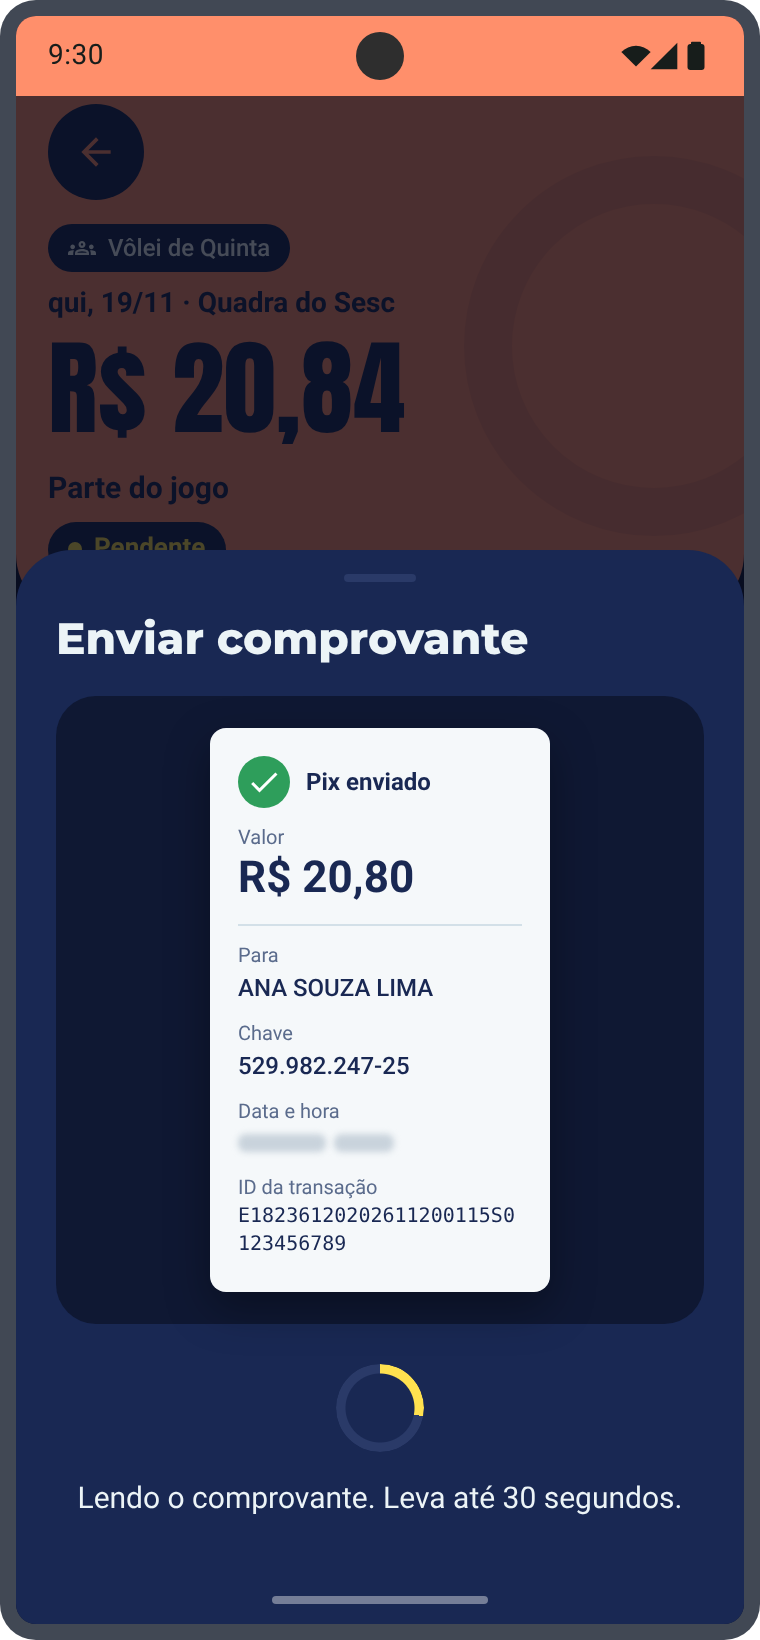 9:30
Vôlei de Quinta
qui, 19/11 · Quadra do Sesc
R$ 20,84
Parte do jogo
Pendente
Enviar comprovante
Pix enviado
Valor
R$ 20,80
Para
ANA SOUZA LIMA
Chave
529.982.247-25
Data e hora
ID da transação
E18236120202611200115S0
123456789
Lendo o comprovante. Leva até 30 segundos.